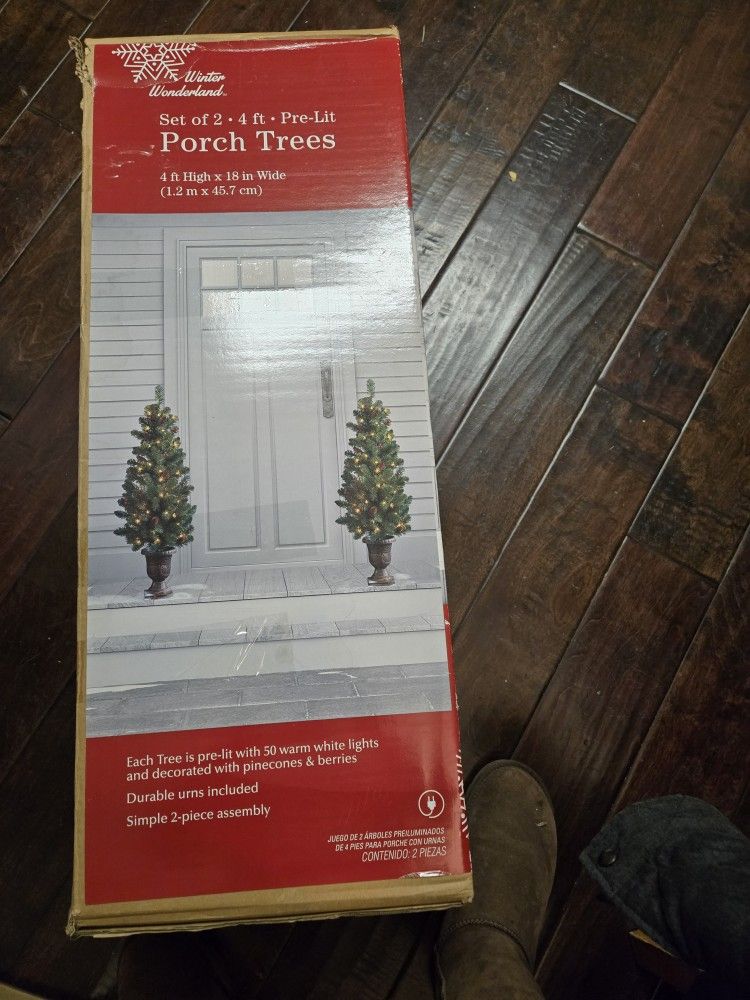 Winter
Wonderland™
Set of 2 • 4 ft • Pre-Lit
Porch Trees
4 ft High x 18 in Wide
(1.2 m x 45.7 cm)
Each Tree is pre-lit with 50 warm white lights
and decorated with pinecones & berries
Durable urns included
Simple 2-piece assembly
JUEGO DE 2 ÁRBOLES PREILUMINADOS
DE 4 PIES PARA PORCHE CON URNAS
CONTENIDO: 2 PIEZAS